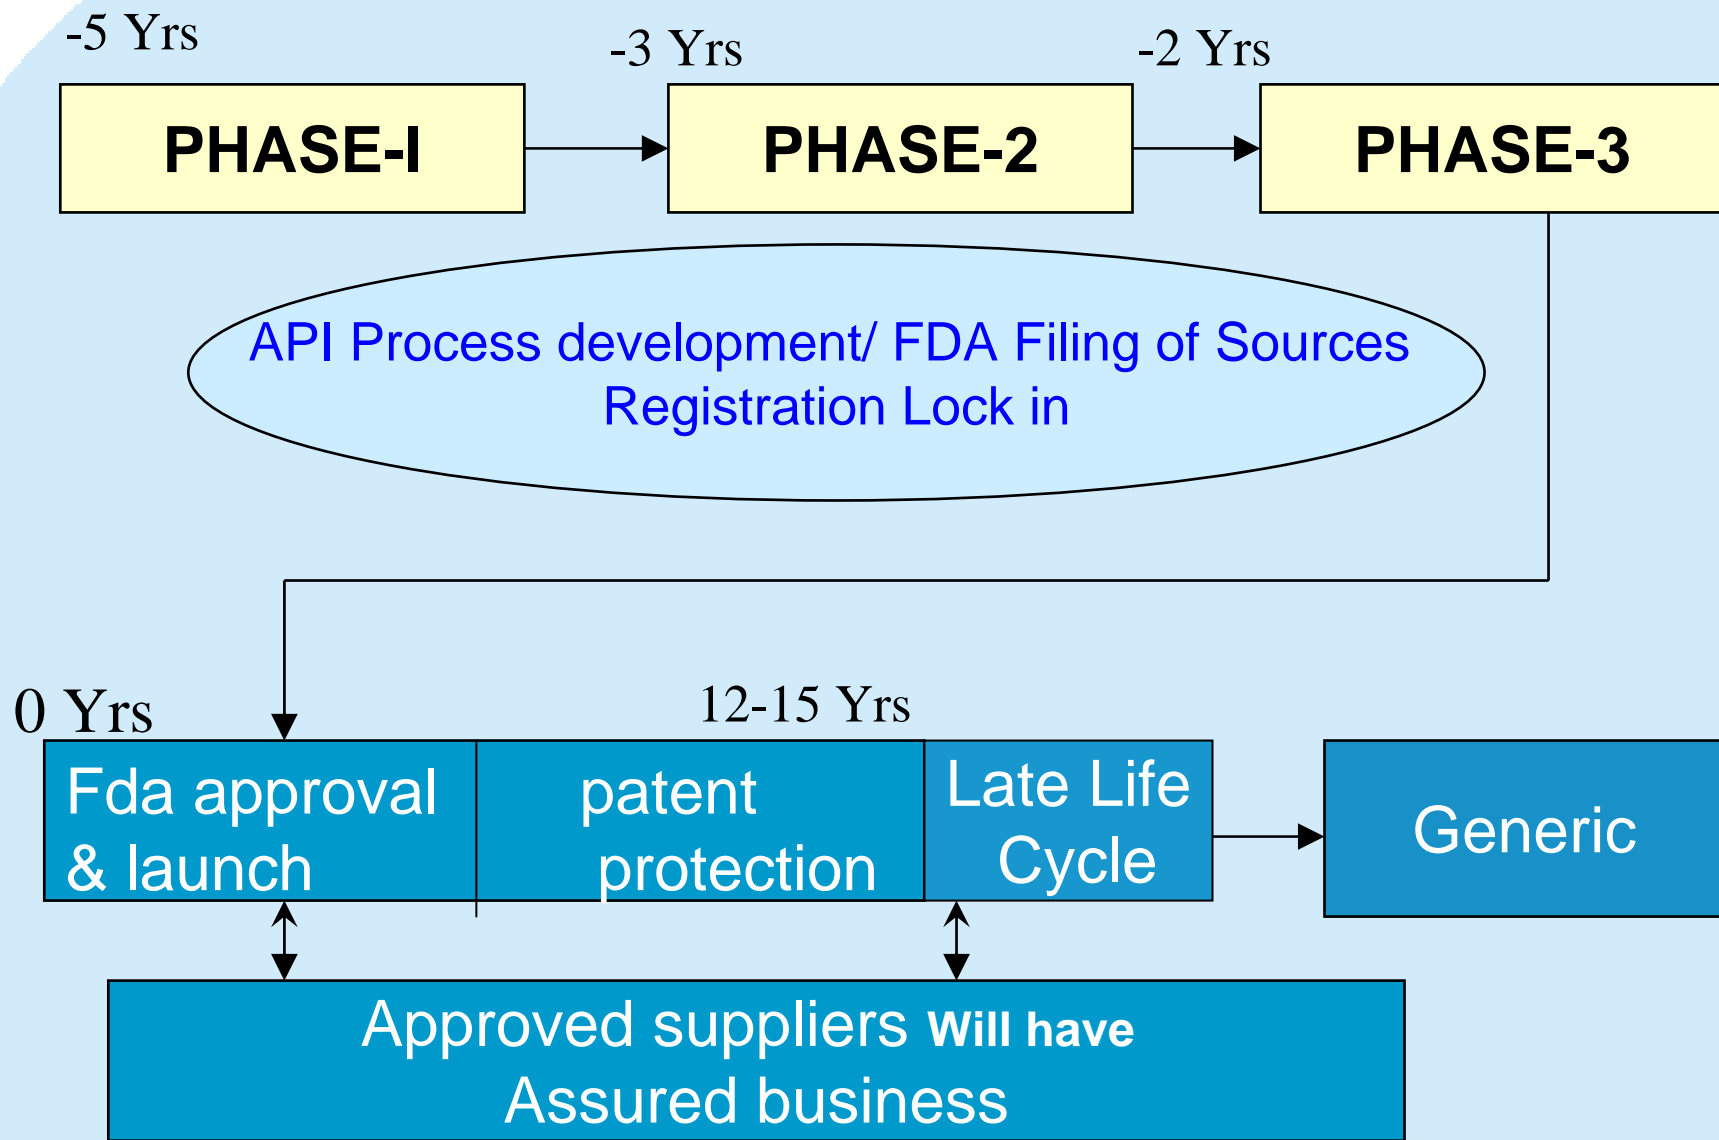 -5 Yrs
-3 Yrs
-2 Yrs
PHASE-I
PHASE-2
PHASE-3
API Process development/ FDA Filing of Sources
Registration Lock in
0 Yrs
12-15 Yrs
Fda approval
& launch
patent
protection
Late Life
Cycle
Generic
Approved suppliers Will have
Assured business